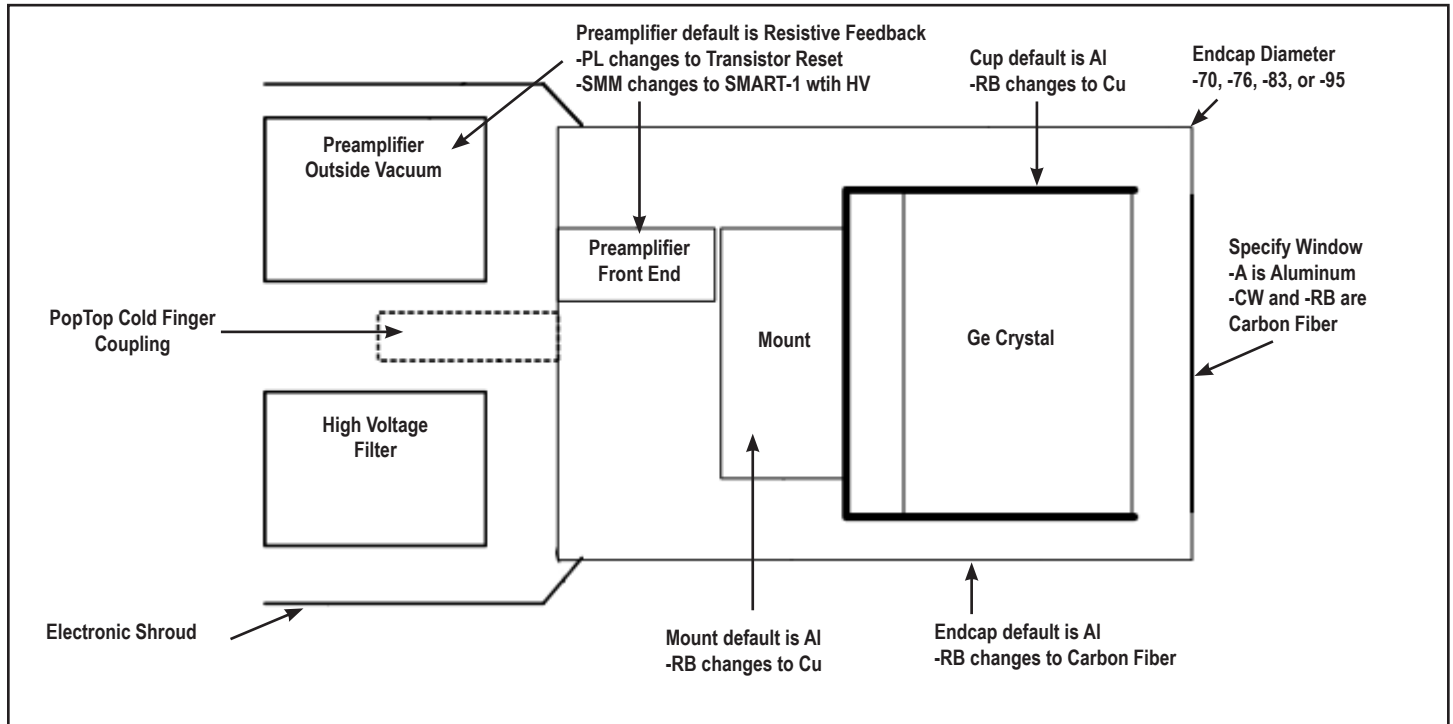 Preamplifier default is Resistive Feedback
-PL changes to Transistor Reset
-SMM changes to SMART-1 wtih HV
Cup default is Al
-RB changes to Cu
Endcap Diameter
-70, -76, -83, or -95
Preamplifier
Outside Vacuum
Preamplifier
Front End
Specify Window
-A is Aluminum
-CW and -RB are
Carbon Fiber
PopTop Cold Finger
Coupling
Mount
Ge Crystal
High Voltage
Filter
Electronic Shroud
Mount default is Al
-RB changes to Cu
Endcap default is Al
-RB changes to Carbon Fiber